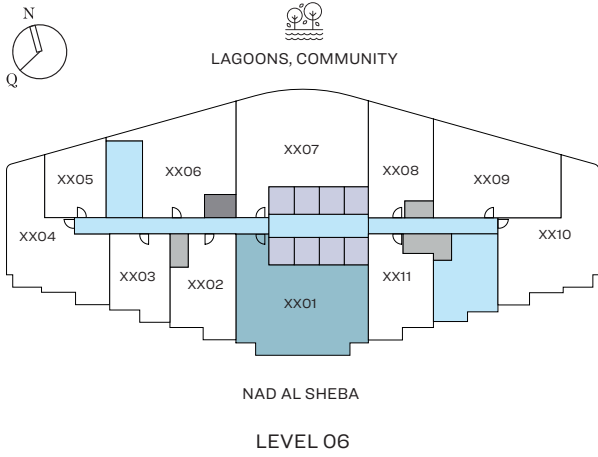 N
Q
LAGOONS, COMMUNITY
XX07
XX05
XX06
XX08
XX09
XX04
XX10
XX03
XX02
XX01
XX11
NAD AL SHEBA
LEVEL 06